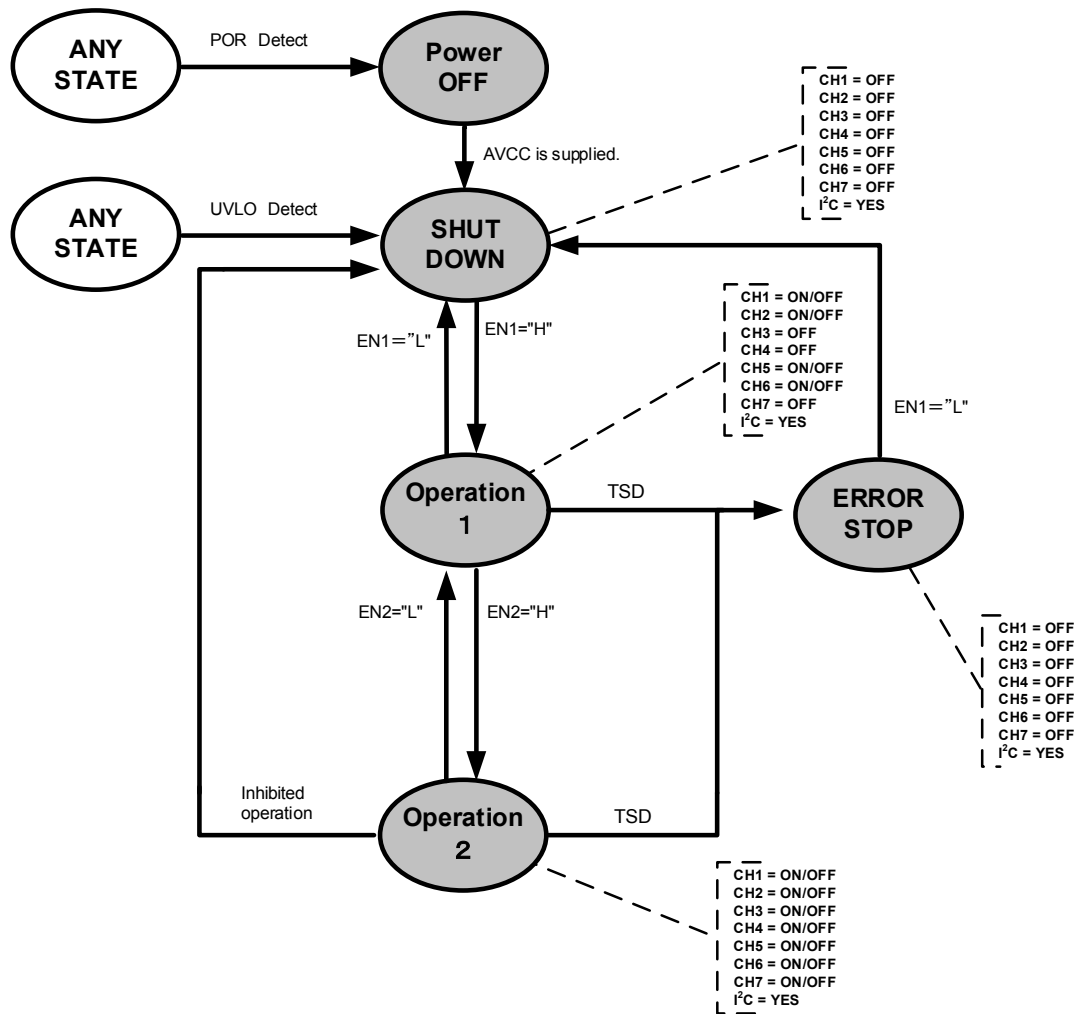 ANY
STATE
POR Detect
Power
OFF
AVCC is supplied.
CH1 = OFF
CH2 = OFF
CH3 = OFF
CH4 = OFF
CH5 = OFF
CH6 = OFF
CH7 = OFF
I²C = YES
ANY
STATE
UVLO Detect
SHUT
DOWN
EN1=”L"
EN1="H"
CH1 = ON/OFF
CH2 = ON/OFF
CH3 = OFF
CH4 = OFF
CH5 = ON/OFF
CH6 = ON/OFF
CH7 = OFF
I²C = YES
EN1=”L"
Operation
1
TSD
ERROR
STOP
EN2="L"
EN2="H"
CH1 = OFF
CH2 = OFF
CH3 = OFF
CH4 = OFF
CH5 = OFF
CH6 = OFF
CH7 = OFF
I²C = YES
Inhibited
operation
Operation
2
TSD
CH1 = ON/OFF
CH2 = ON/OFF
CH3 = ON/OFF
CH4 = ON/OFF
CH5 = ON/OFF
CH6 = ON/OFF
CH7 = ON/OFF
I²C = YES